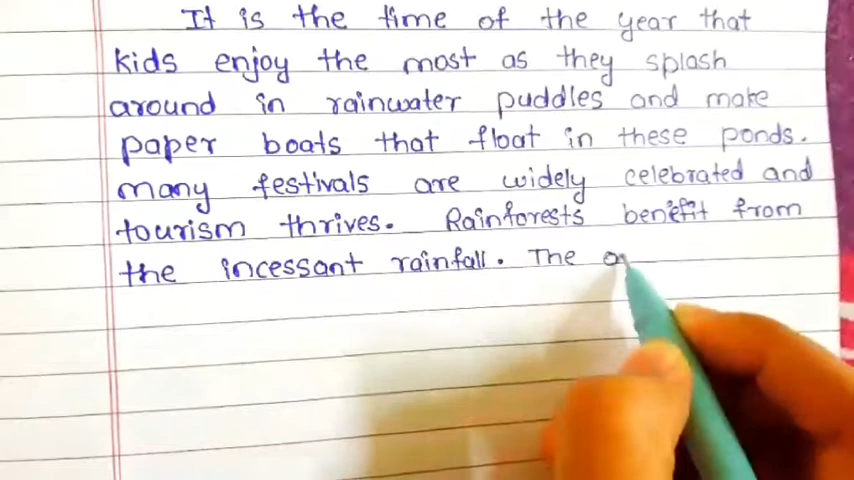 It is the time of the year that
kids enjoy the most as they splash
around in rainwater puddles and make
paper boats that float in these ponds.
many festivals are widely celebrated and
tourism thrives. Rainforests benefit from
the incessant rainfall. The